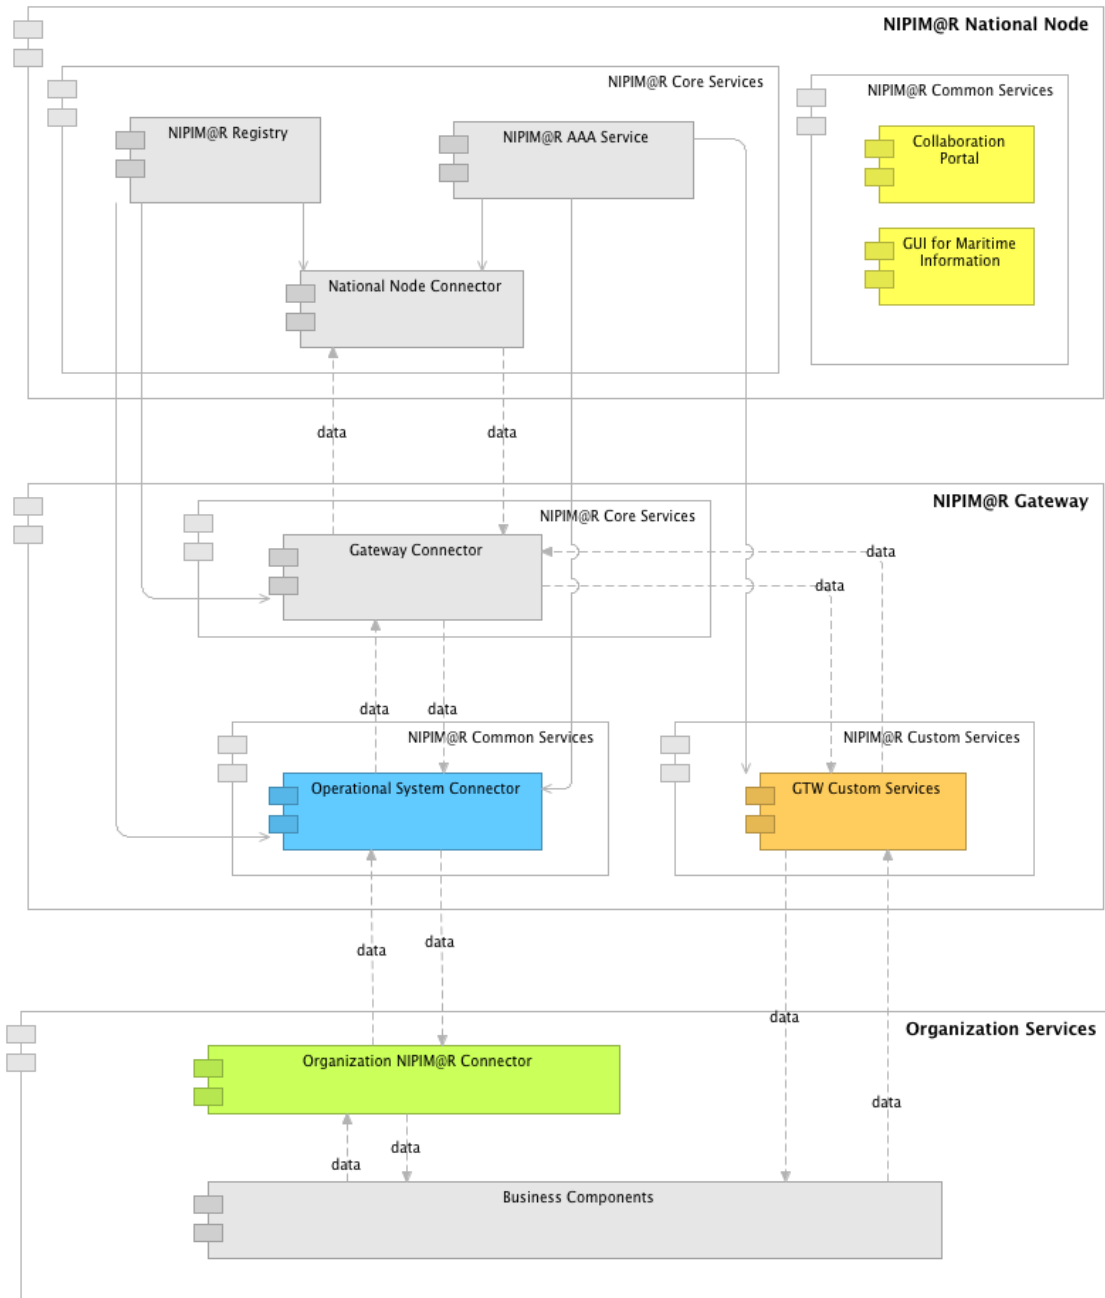 NIPIM@R National Node
NIPIM@R Core Services
NIPIM@R Common Services
NIPIM@R Registry
NIPIM@R AAA Service
Collaboration
Portal
GUI for Maritime
Information
National Node Connector
data
data
NIPIM@R Gateway
NIPIM@R Core Services
Gateway Connector
data
data
data
data
NIPIM@R Common Services
NIPIM@R Custom Services
Operational System Connector
GTW Custom Services
data
data
data
Organization Services
Organization NIPIM@R Connector
data
data
data
Business Components